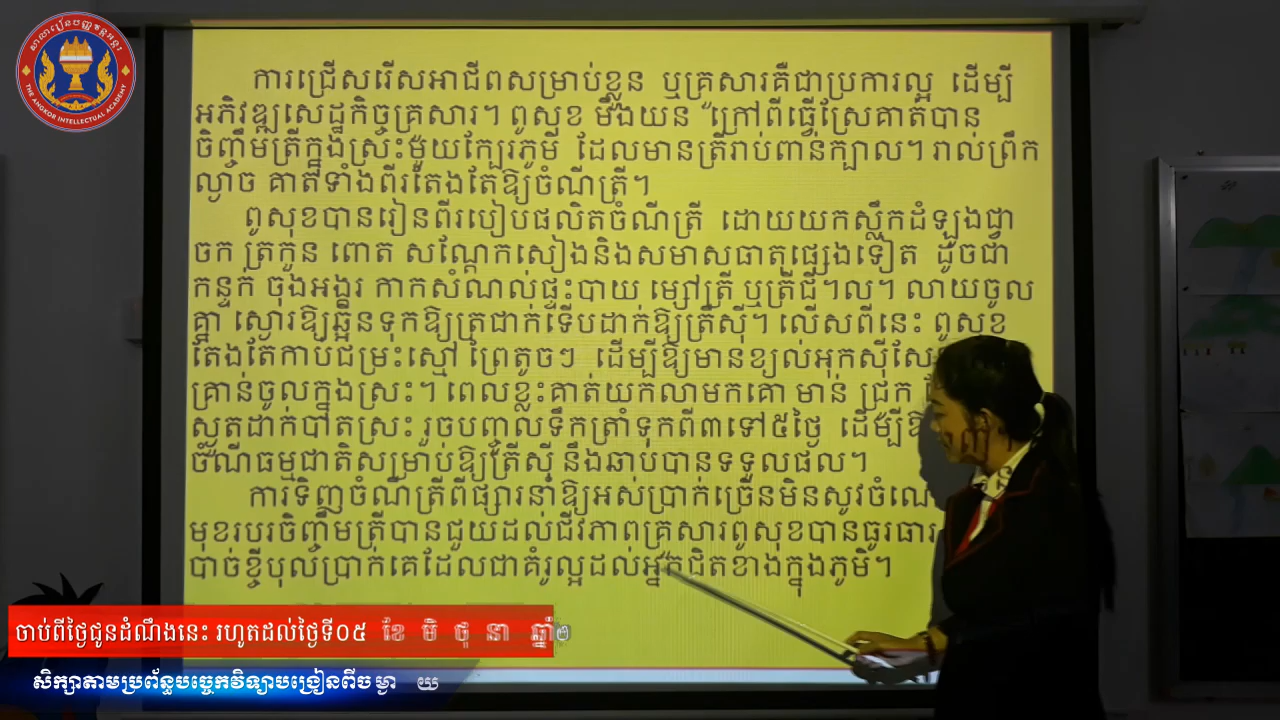 សាលាប្រើនបញ្ញាជនអង្គរ
THE ANGKOR INTELLECTUAL ACADEMY
ការជ្រើសរើសអាជីពសម្រាប់ខ្លួន ឬគ្រួសារគឺជាប្រការល្អ ដើម្បី
អភិវឌ្ឍសេដ្ឋកិច្ចគ្រួសារ។ ពូសុខ មីងយន ក្រៅពីធ្វើស្រែគាត់បាន
ចិញ្ចឹមត្រីក្នុងស្រះមួយក្បែរភូមិ ដែលមានត្រីរាប់ពាន់ក្បាល។ រាល់ព្រឹក
ល្ងាច គាត់ទាំងពីរតែងតែឱ្យចំណីត្រី។
ពូសុខបានរៀនពីរបៀបផលិតចំណីត្រី ដោយយកស្លឹកដំឡូងជ្វា
ចក ត្រកួន ពោត សណ្តែកសៀងនិងសមាសធាតុផ្សេងទៀត ដូចជា
កន្ទក់ ចុងអង្ករ កាកសំណល់ផ្ទះបាយ ម្សៅត្រី ឬត្រីជី។ល។ លាយចូល
គ្នា ស្ងោរឱ្យឆ្អិនទុកឱ្យត្រជាក់ទើបដាក់ឱ្យត្រីស៊ី។ លើសពីនេះ ពូសុខ
តែងតែកាប់ជម្រះស្មៅ ព្រៃតូចៗ ដើម្បីឱ្យមានខ្យល់អុកស៊ីសែ
គ្រាន់ចូលក្នុងស្រះ។ ពេលខ្លះគាត់យកលាមកគោ មាន់ ជ្រូក
ស្ងួតដាក់បាតស្រះ រួចបញ្ចូលទឹកត្រាំទុកពី៣ទៅ៥ថ្ងៃ ដើម្បីឱ
ចំណីធម្មជាតិសម្រាប់ឱ្យត្រីស៊ី នឹងឆាប់បានទទួលផល។
ការទិញចំណីត្រីពីផ្សារនាំឱ្យអស់ប្រាក់ច្រើនមិនសូវចំណេ
មុខរបរចិញ្ចឹមត្រីបានជួយដល់ជីវភាពគ្រួសារពូសុខបានធូរធារ
បាច់ខ្ចីបុលប្រាក់គេដែលជាគំរូល្អដល់អ្នកជិតខាងក្នុងភូមិ។
ចាប់ពីថ្ងៃជូនដំណឹងនេះ រហូតដល់ថ្ងៃទី០៥ ខែ មិ ថុ នា ឆ្នាំ២
សិក្សាតាមប្រព័ន្ធបច្ចេកវិទ្យាបង្រៀនពីចម្ងា យ